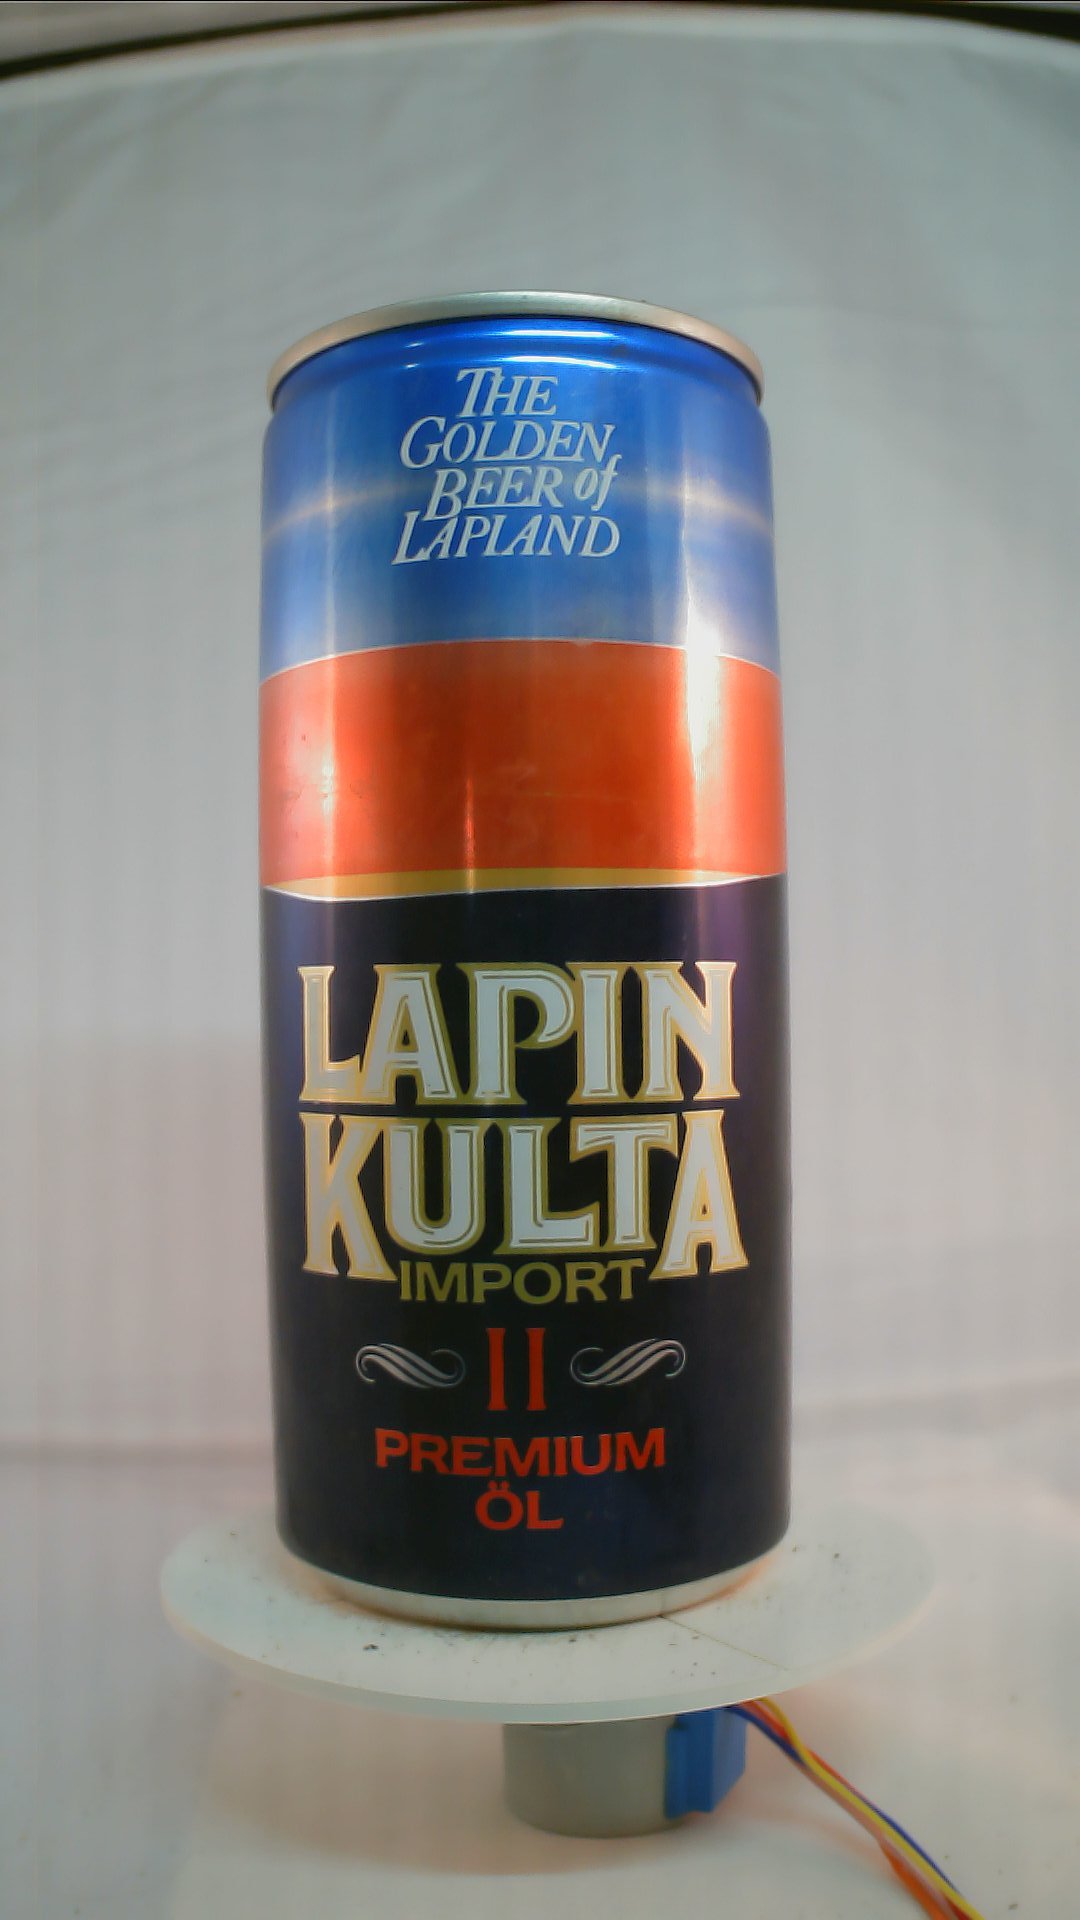 THE
GOLDEN
BEER of
LAPLAND
LAPIN
KULTA
IMPORT
II
PREMIUM
ÖL